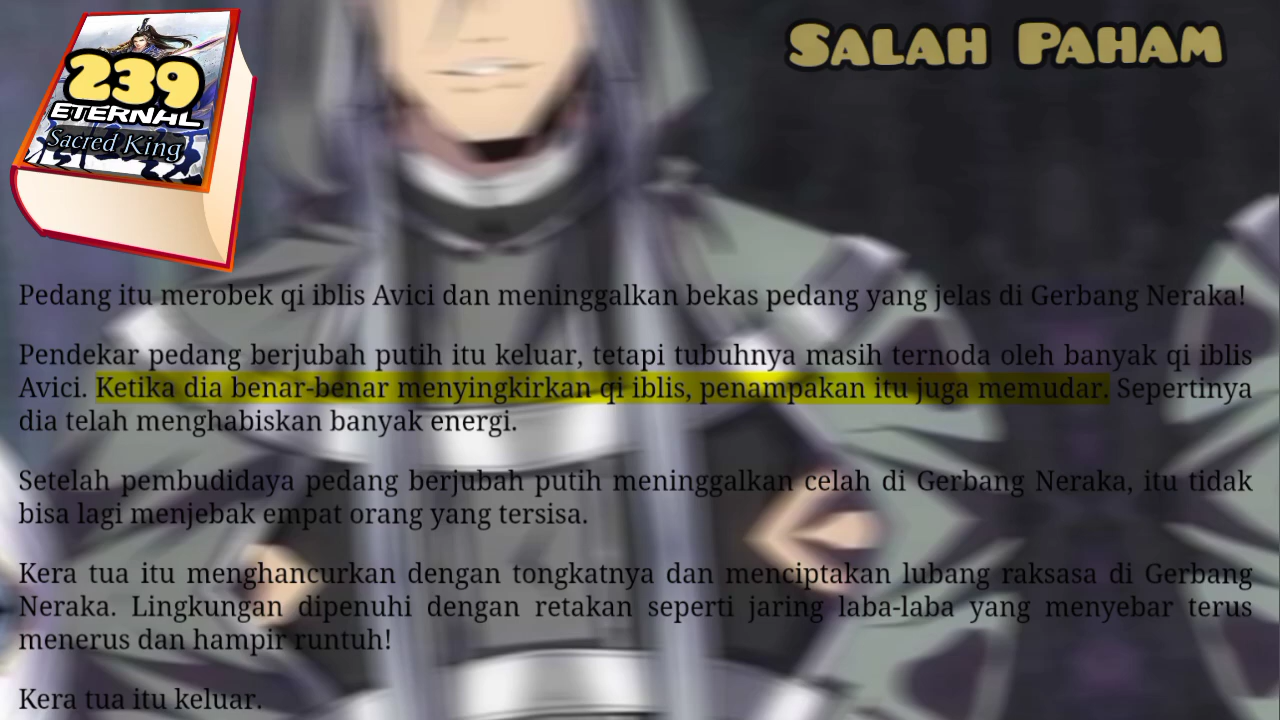 239
ETERNAL
Sacred King
SALAH PAHAM
Pedang itu merobek qi iblis Avici dan meninggalkan bekas pedang yang jelas di Gerbang Neraka!
Pendekar pedang berjubah putih itu keluar, tetapi tubuhnya masih ternoda oleh banyak qi iblis
Avici. Ketika dia benar-benar menyingkirkan qi iblis, penampakan itu juga memudar. Sepertinya
dia telah menghabiskan banyak energi.
Setelah pembudidaya pedang berjubah putih meninggalkan celah di Gerbang Neraka, itu tidak
bisa lagi menjebak empat orang yang tersisa.
Kera tua itu menghancurkan dengan tongkatnya dan menciptakan lubang raksasa di Gerbang
Neraka. Lingkungan dipenuhi dengan retakan seperti jaring laba-laba yang menyebar terus
menerus dan hampir runtuh!
Kera tua itu keluar.